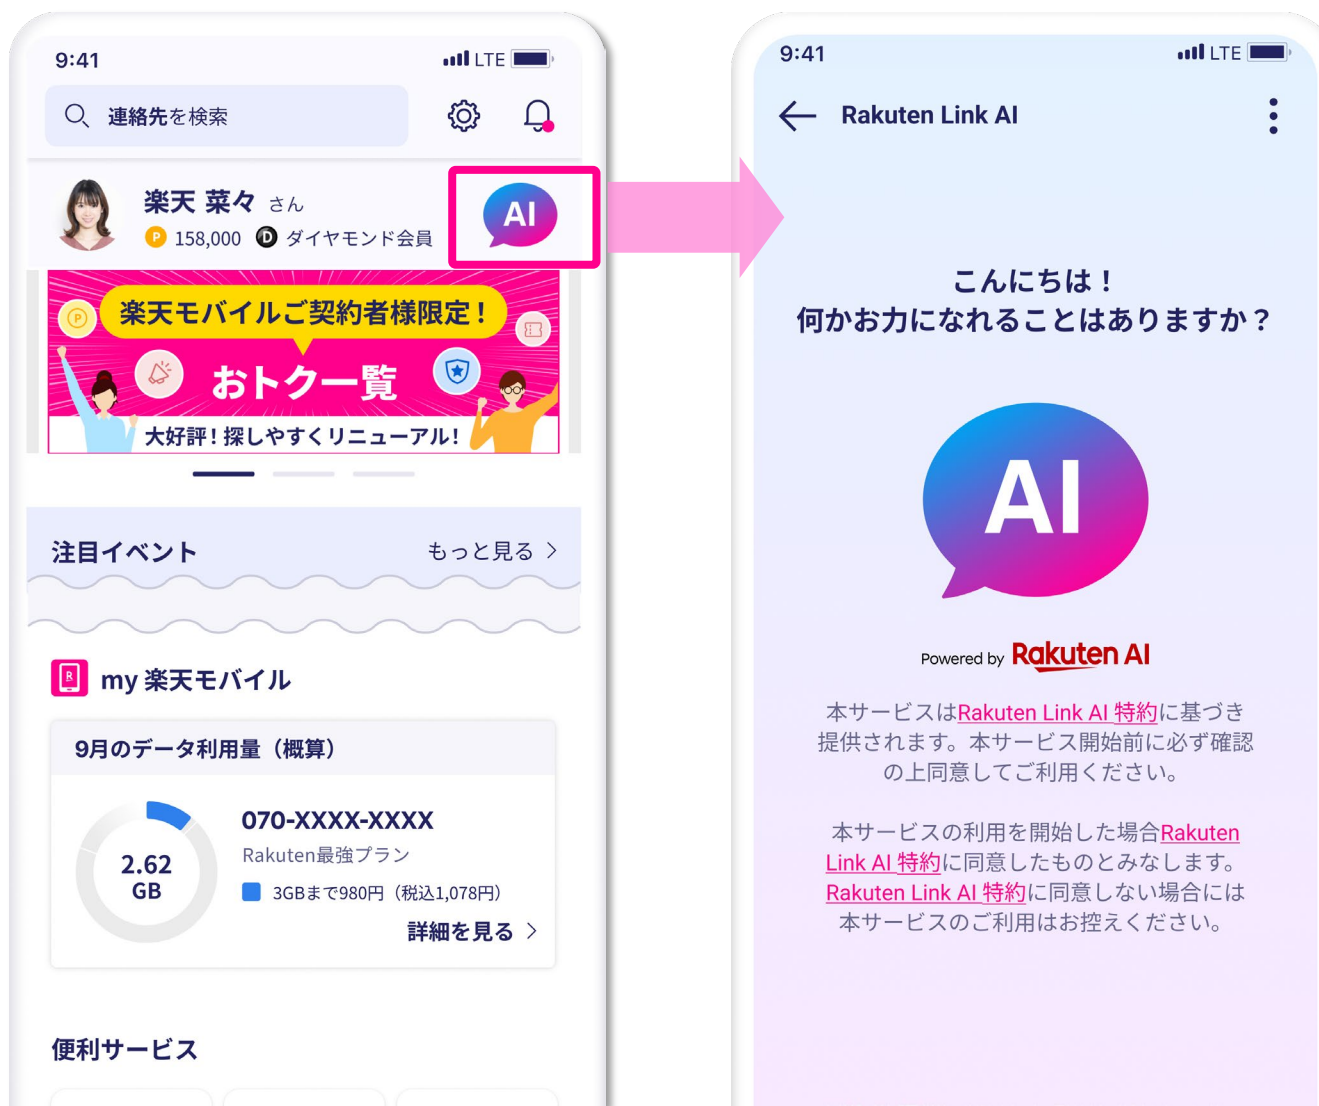 9:41
LTE
連絡先を検索
楽天 菜々 さん
P 158,000 D ダイヤモンド会員
AI
P
楽天モバイルご契約者様限定！
おトク一覧
大好評！探しやすくリニューアル！
注目イベント
もっと見る
R
my 楽天モバイル
9月のデータ利用量（概算）
2.62
GB
070-XXXX-XXXX
Rakuten最強プラン
3GBまで980円（税込1,078円）
詳細を見る
便利サービス
9:41
LTE
Rakuten Link AI
こんにちは！
何かお力になれることはありますか？
AI
Powered by Rakuten AI
本サービスはRakuten Link AI 特約に基づき
提供されます。本サービス開始前に必ず確認
の上同意してご利用ください。
本サービスの利用を開始した場合Rakuten
Link AI 特約に同意したものとみなします。
Rakuten Link AI 特約に同意しない場合には
本サービスのご利用はお控えください。